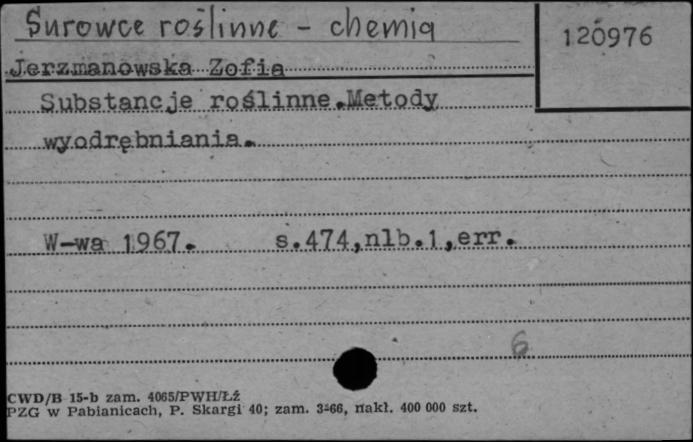 Surowce roślinne - chemia
120976
Jerzmanowska Zofia
Substancje roślinne.Metody
wyodrębniania.
W-wa 1967. s.474,nlb.1,err.
6
CWD/B 15-b zam. 4065/PWH/Łź
PZG w Pabianicach, P. Skargi 40; zam. 3-66, nakł. 400 000 szt.